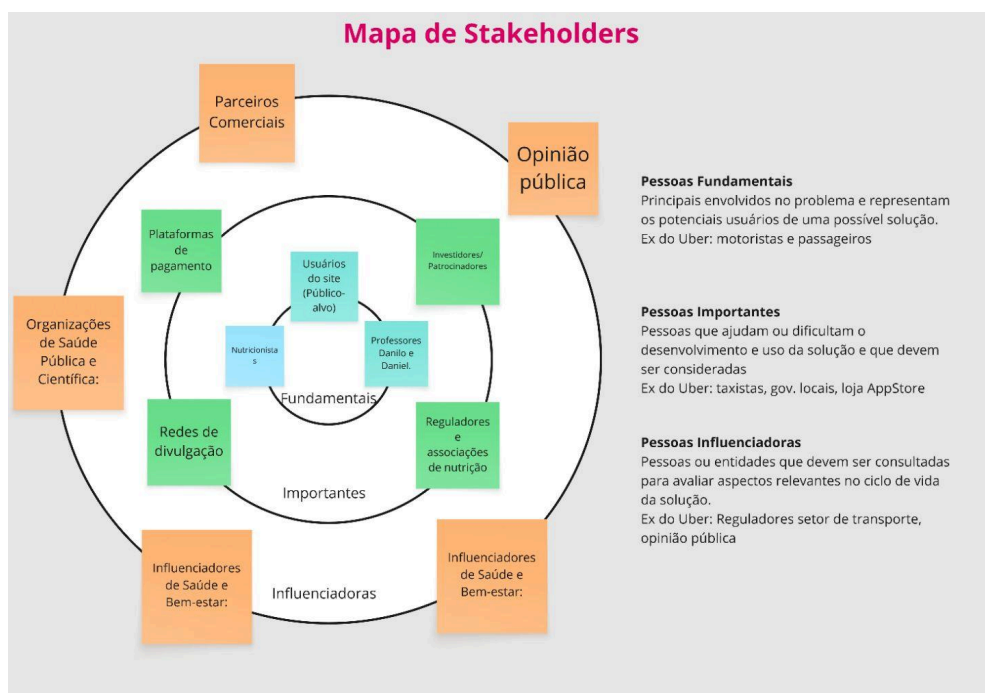 Mapa de Stakeholders
Parceiros
Comerciais
Opinião
pública
Plataformas
de
pagamento
Usuários
do site
(Público-
alvo)
Investidores/
Patrocinadores
Organizações
de Saúde
Pública e
Científica:
Nutricionista
s
Professores
Danilo e
Daniel.
Fundamentais
Redes de
divulgação
Reguladores
e
associações
de nutrição
Importantes
Influenciadores
de Saúde e
Bem-estar:
Influenciadores
de Saúde e
Bem-estar:
Influenciadoras
Pessoas Fundamentais
Principais envolvidos no problema e representam
os potenciais usuários de uma possível solução.
Ex do Uber: motoristas e passageiros
Pessoas Importantes
Pessoas que ajudam ou dificultam o
desenvolvimento e uso da solução e que devem
ser consideradas
Ex do Uber: taxistas, gov. locais, loja AppStore
Pessoas Influenciadoras
Pessoas ou entidades que devem ser consultadas
para avaliar aspectos relevantes no ciclo de vida
da solução.
Ex do Uber: Reguladores setor de transporte,
opinião pública